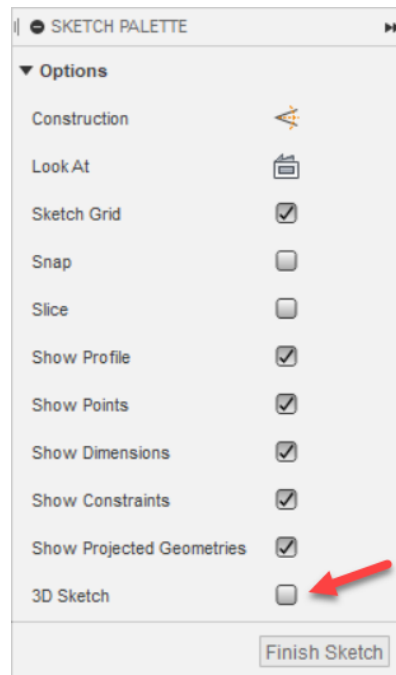 SKETCH PALETTE
Options
Construction
Look At
Sketch Grid
Snap
Slice
Show Profile
Show Points
Show Dimensions
Show Constraints
Show Projected Geometries
3D Sketch
Finish Sketch